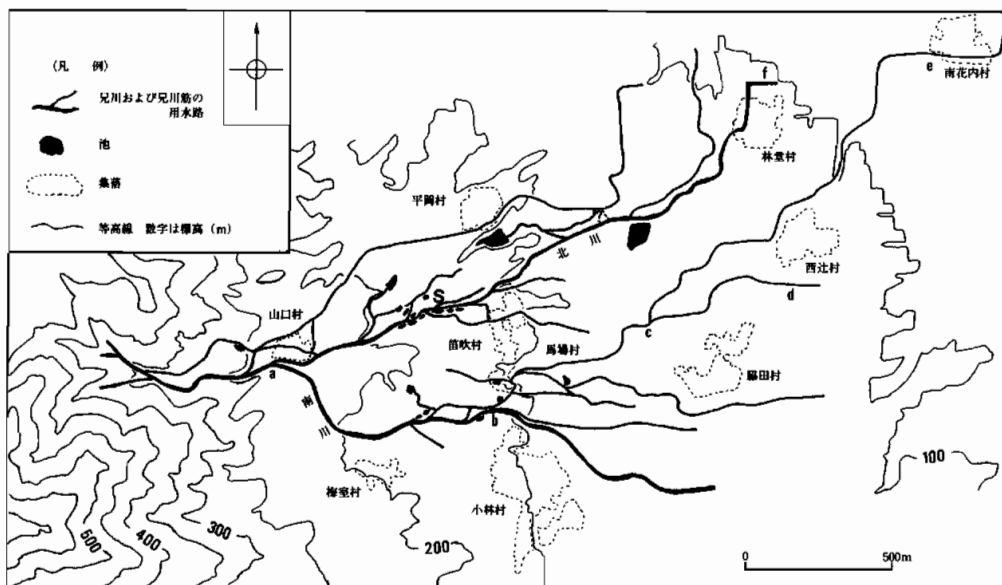 (凡 例)
兄川および兄川筋の
用水路
池
集落
等高線 数字は標高(m)
南花内村
e
f
林堂村
平岡村
北川
西辻村
d
S
山口村
c
笛吹村
馬場村
脇田村
a
南川
b
100
梅室村
小林村
300
400
500
200
0
500m